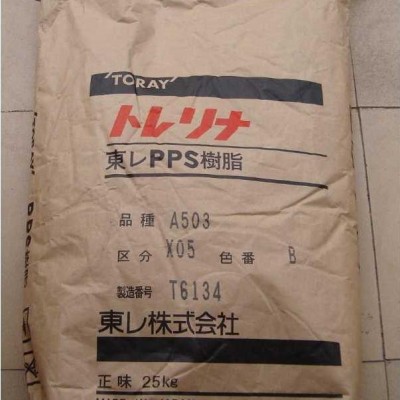 TORAY
トレリナ
東レPPS樹脂
品種 A503
区分 X05 色番 B
製造番号 T6134
東レ株式会社
正味 25kg